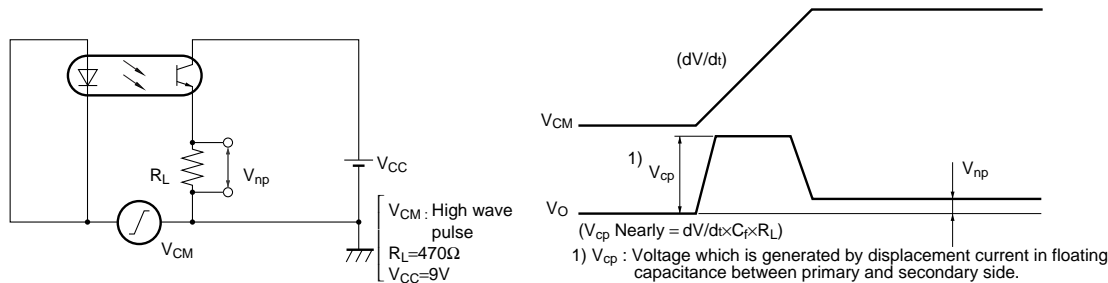 R_L
V_np
V_CC
V_CM
V_CM : High wave
pulse
R_L=470Ω
V_CC=9V
(dV/dt)
V_CM
1)
V_cp
V_np
V_O
(V_cp Nearly = dV/dt×C_f×R_L)
1) V_cp : Voltage which is generated by displacement current in floating
capacitance between primary and secondary side.